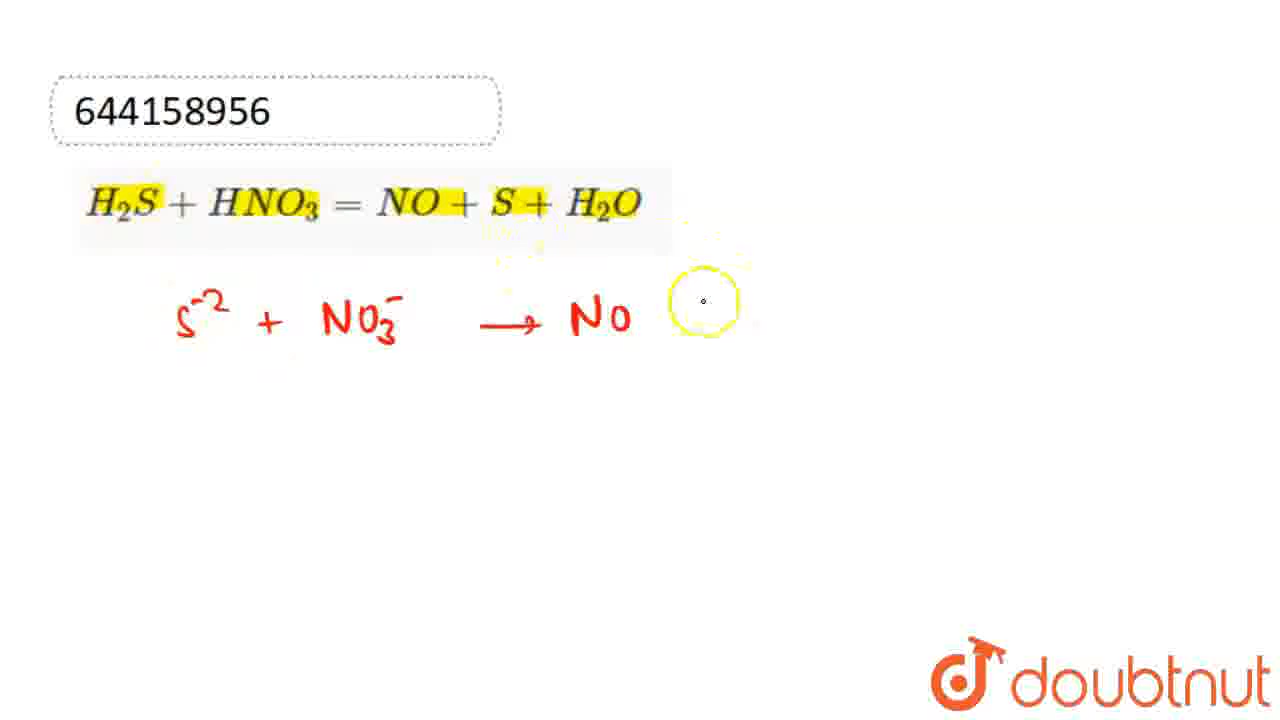 644158956
H₂S + HNO₃ = NO + S + H₂O
S⁻² + NO₃⁻ → NO
doubtnut